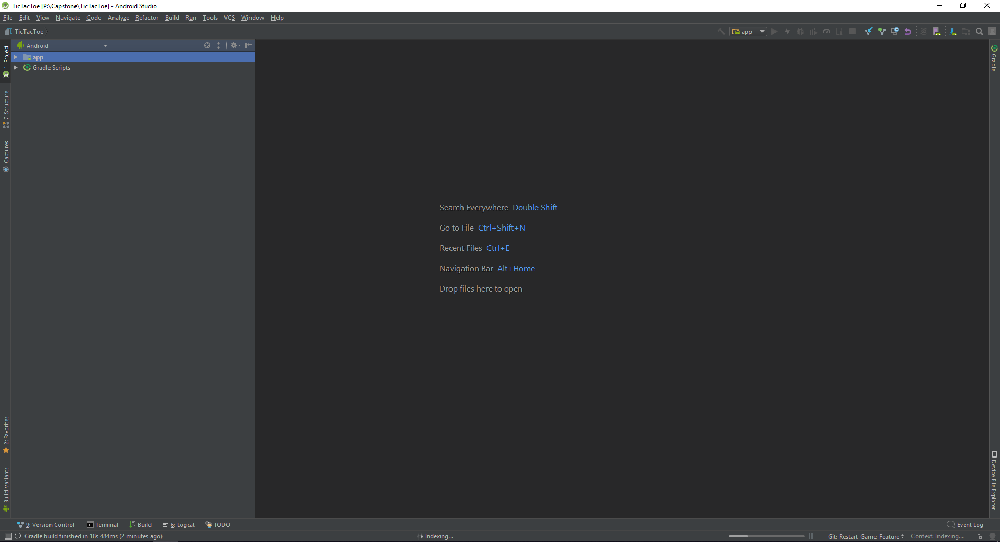 TicTacToe [P:\Capstone\TicTacToe] - Android Studio
File Edit View Navigate Code Analyze Refactor Build Run Tools VCS Window Help
TicTacToe
app
Android
app
Gradle Scripts
1: Project
7: Structure
Captures
2: Favorites
Build Variants
Search Everywhere Double Shift
Go to File Ctrl+Shift+N
Recent Files Ctrl+E
Navigation Bar Alt+Home
Drop files here to open
Gradle
Device File Explorer
9: Version Control Terminal Build 6: Logcat TODO Event Log
Gradle build finished in 18s 484ms (2 minutes ago) Indexing... Git: Restart-Game-Feature Context: Indexing...